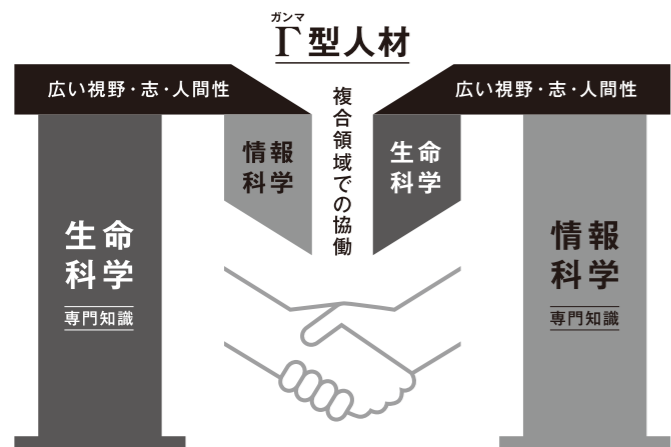 ガンマ
Γ型人材
広い視野・志・人間性
広い視野・志・人間性
複合領域での協働
情報
科学
生命
科学
生命
科学
専門知識
情報
科学
専門知識